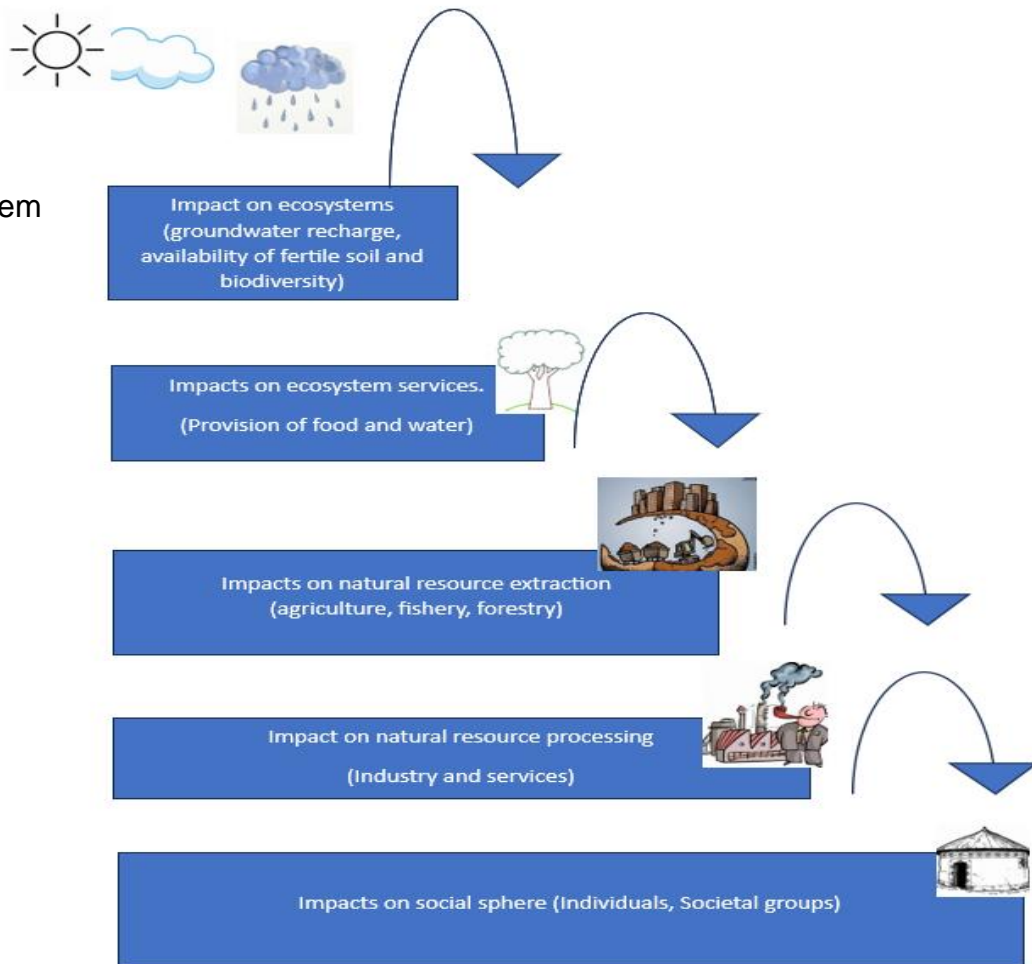 em
Impact on ecosystems
(groundwater recharge,
availability of fertile soil and
biodiversity)
Impacts on ecosystem services.
(Provision of food and water)
Impacts on natural resource extraction
(agriculture, fishery, forestry)
Impact on natural resource processing
(Industry and services)
Impacts on social sphere (Individuals, Societal groups)